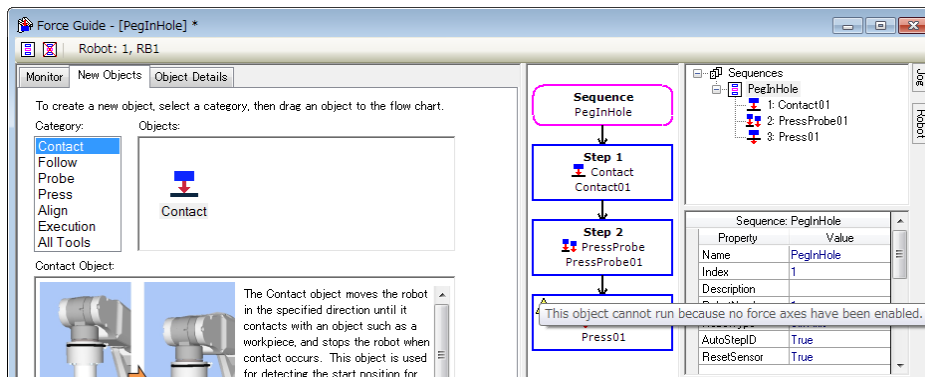 Force Guide - [PegInHole] *
Robot: 1, RB1
Monitor
New Objects
Object Details
To create a new object, select a category, then drag an object to the flow chart.
Category:
Objects:
Contact
Follow
Probe
Press
Align
Execution
All Tools
Contact
Contact Object:
The Contact object moves the robot
in the specified direction until it
contacts with an object such as a
workpiece, and stops the robot when
contact occurs. This object is used
for detecting the start position for
Sequence
PegInHole
Step 1
Contact
Contact01
Step 2
PressProbe
PressProbe01
Press01
Sequences
PegInHole
1: Contact01
2: PressProbe01
3: Press01
Jog
Robot
Sequence: PegInHole
Property Value
Name PegInHole
Index 1
Description
This object cannot run because no force axes have been enabled.
AutoStepID True
ResetSensor True